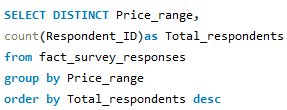 SELECT DISTINCT Price_range,
count(Respondent_ID)as Total_respondents
from fact_survey_responses
group by Price_range
order by Total_respondents desc